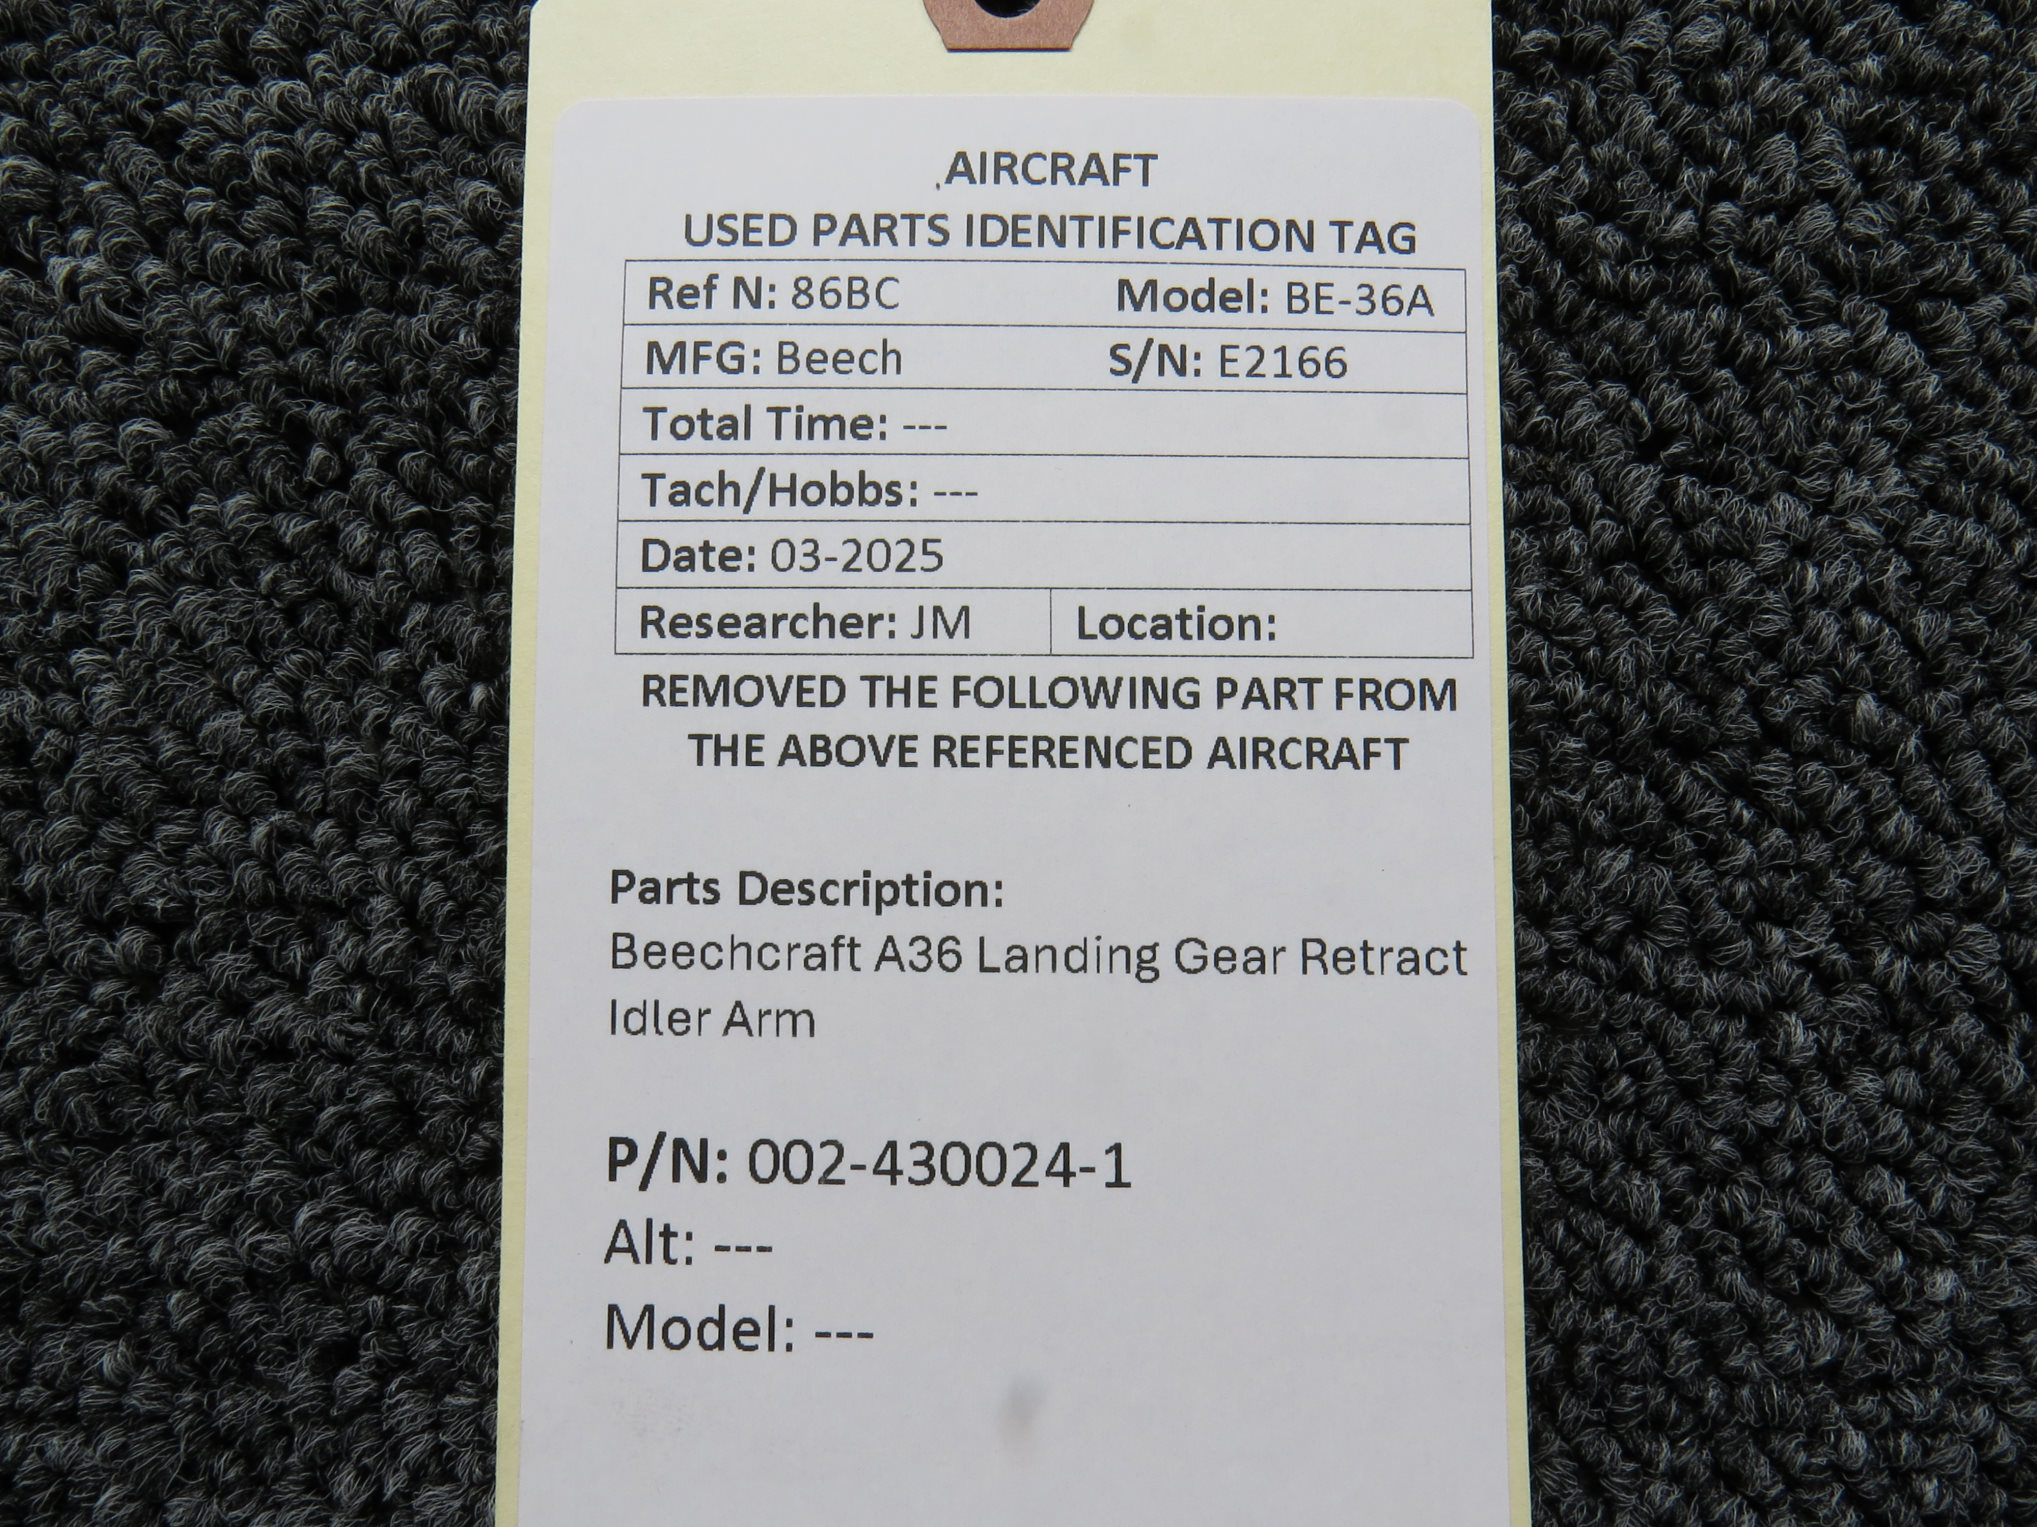 .AIRCRAFT
USED PARTS IDENTIFICATION TAG
Ref N: 86BC Model: BE-36A
MFG: Beech S/N: E2166
Total Time: ---
Tach/Hobbs: ---
Date: 03-2025
Researcher: JM Location:
REMOVED THE FOLLOWING PART FROM
THE ABOVE REFERENCED AIRCRAFT
Parts Description:
Beechcraft A36 Landing Gear Retract
Idler Arm
P/N: 002-430024-1
Alt: ---
Model: ---